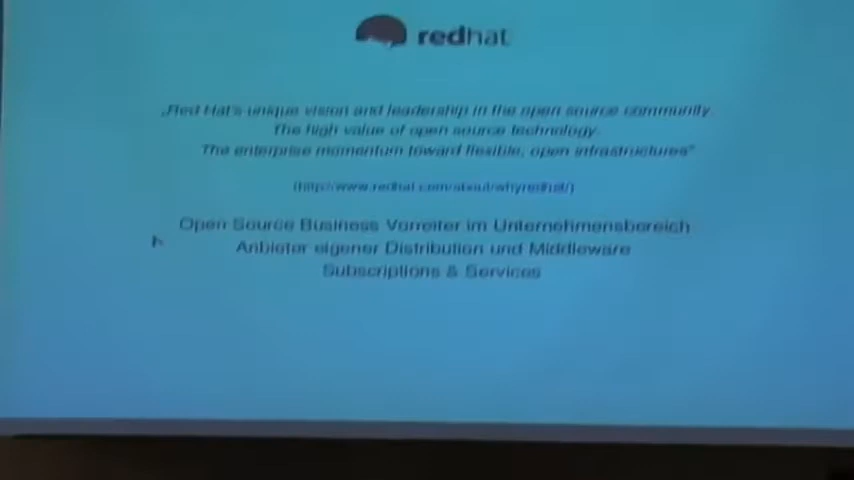 redhat
„Red Hat's unique vision and leadership in the open source community.
The high value of open source technology.
The enterprise momentum toward flexible, open infrastructures“
(http://www.redhat.com/about/whyredhat/)
Open Source Business Vorreiter im Unternehmensbereich
Anbieter eigener Distribution und Middleware
Subscriptions & Services